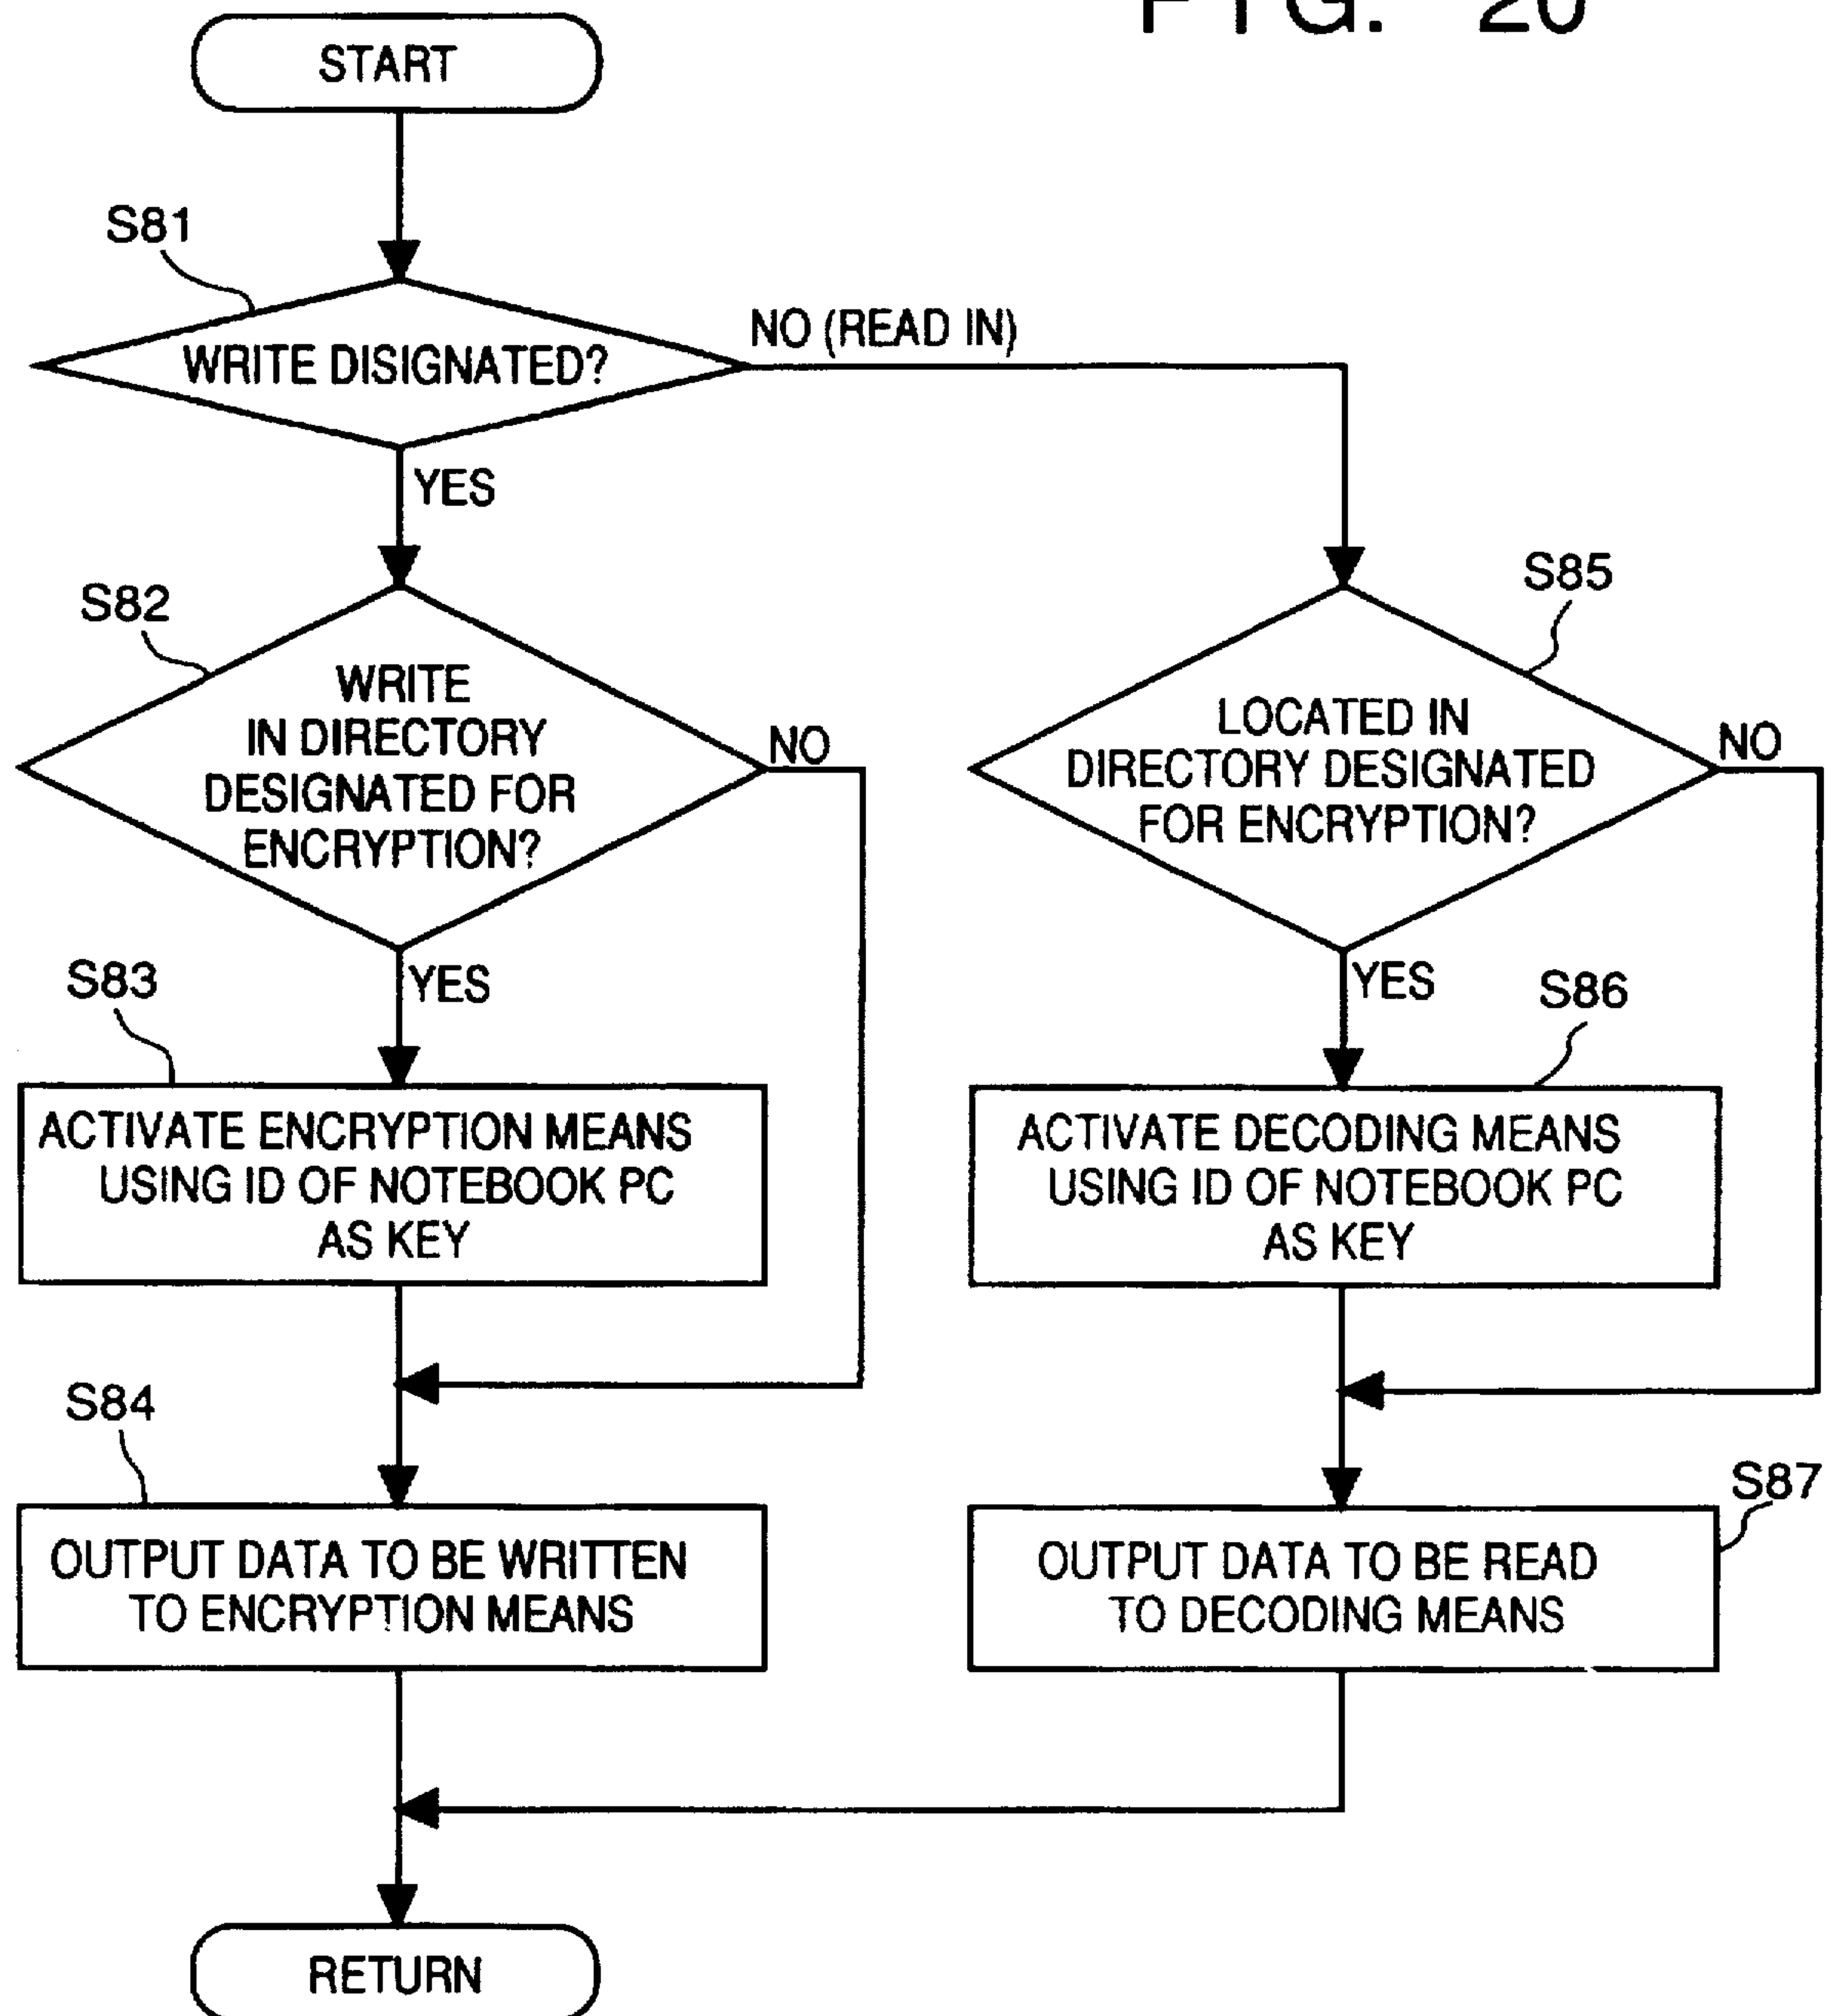 FIG. 20
START
S81
WRITE DISIGNATED?
NO (READ IN)
YES
S82
WRITE
IN DIRECTORY
DESIGNATED FOR
ENCRYPTION?
NO
YES
S83
ACTIVATE ENCRYPTION MEANS
USING ID OF NOTEBOOK PC
AS KEY
S84
OUTPUT DATA TO BE WRITTEN
TO ENCRYPTION MEANS
S85
LOCATED IN
DIRECTORY DESIGNATED
FOR ENCRYPTION?
NO
YES
S86
ACTIVATE DECODING MEANS
USING ID OF NOTEBOOK PC
AS KEY
S87
OUTPUT DATA TO BE READ
TO DECODING MEANS
RETURN